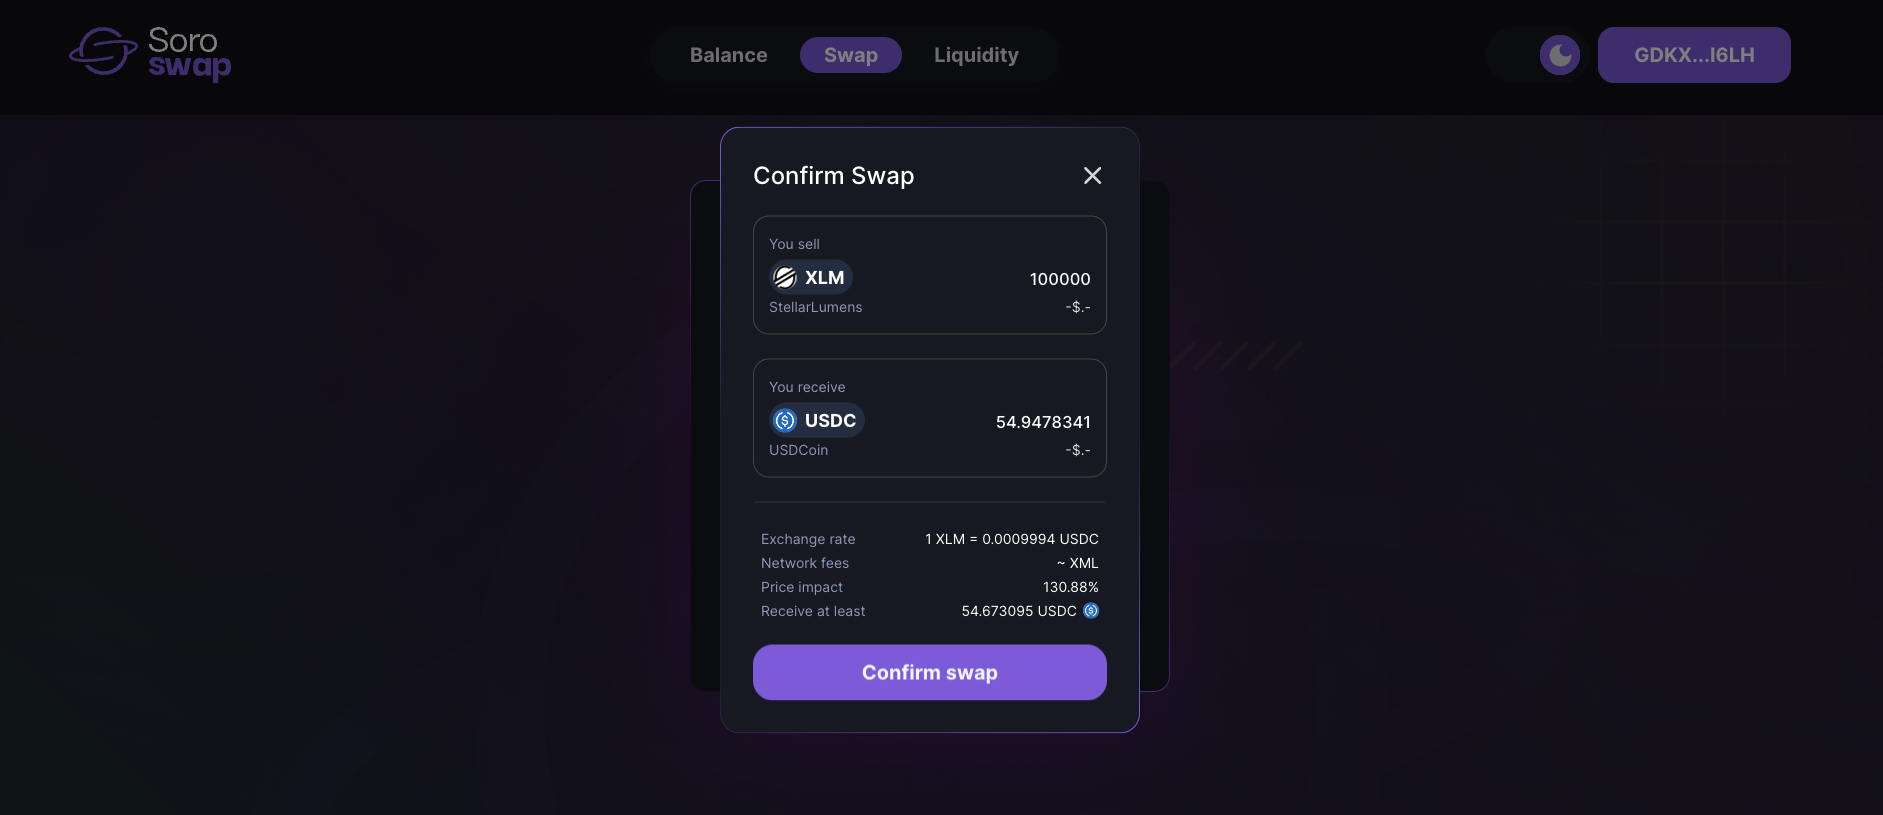 Soro
swap
Balance
Swap
Liquidity
GDKX...I6LH
Confirm Swap
You sell
XLM
100000
StellarLumens
-$.-
You receive
USDC
54.9478341
USDCoin
-$.-
Exchange rate
1 XLM = 0.0009994 USDC
Network fees
~ XML
Price impact
130.88%
Receive at least
54.673095 USDC
Confirm swap